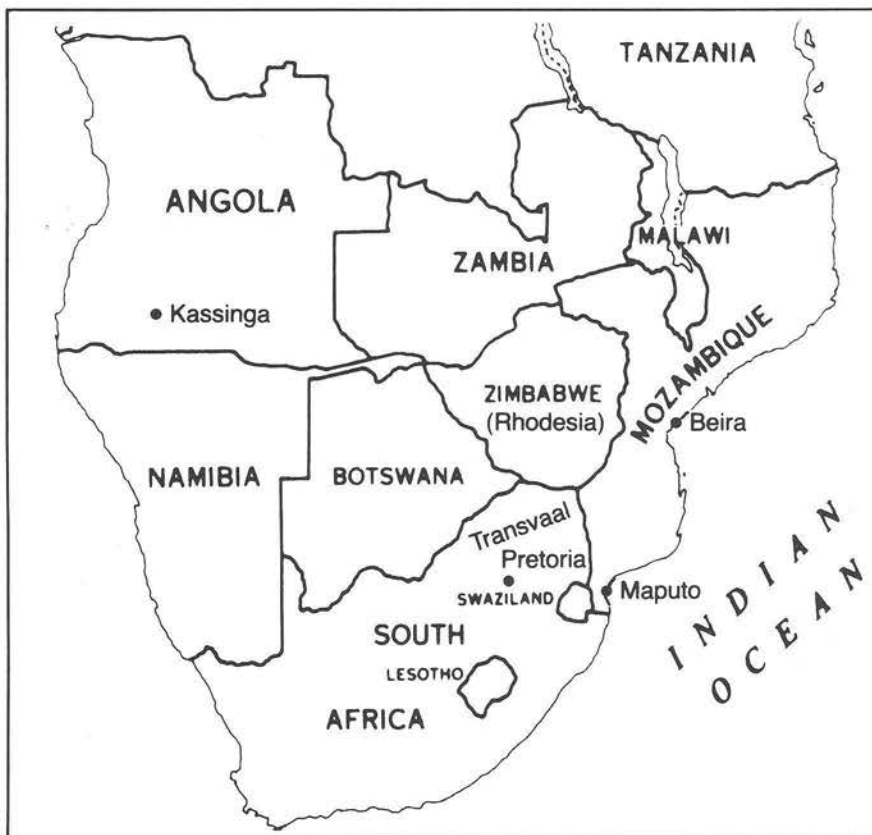 TANZANIA
ANGOLA
MALAWI
ZAMBIA
Kassinga
MOZAMBIQUE
ZIMBABWE
(Rhodesia)
Beira
NAMIBIA
BOTSWANA
Transvaal
Pretoria
SWAZILAND
Maputo
INDIAN
OCEAN
SOUTH
LESOTHO
AFRICA